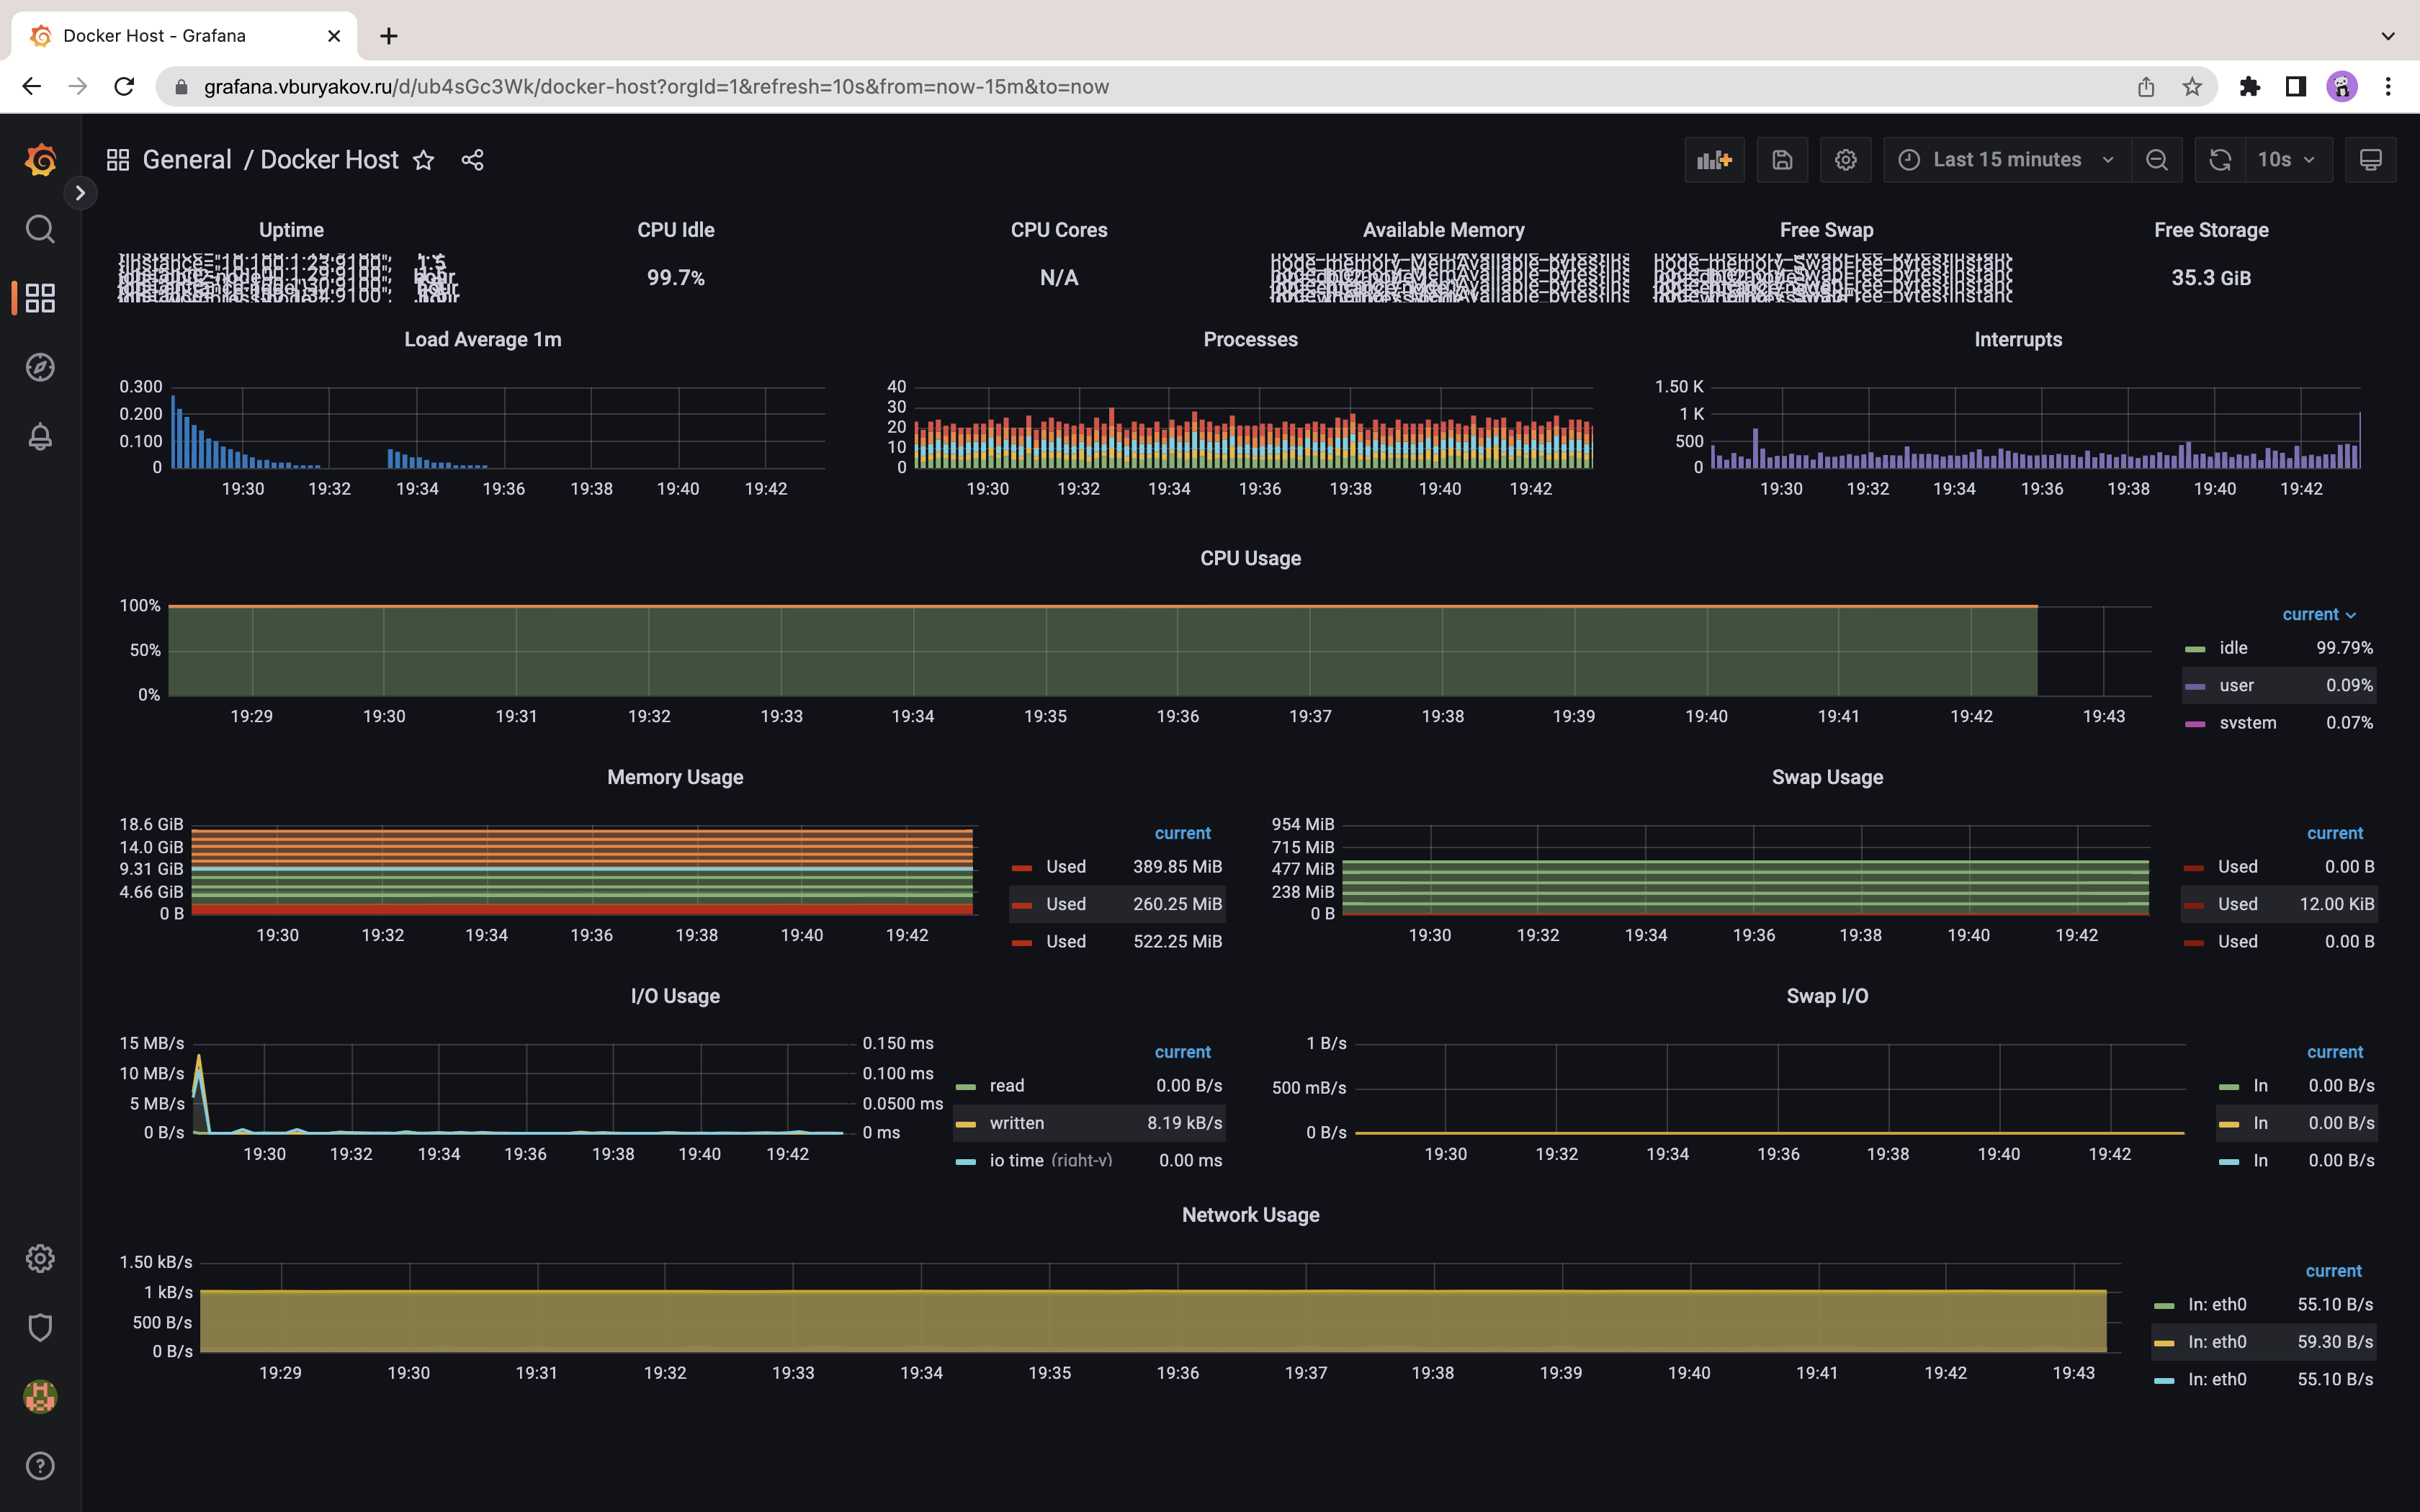 Docker Host - Grafana
grafana.vburyakov.ru/d/ub4sGc3Wk/docker-host?orgId=1&refresh=10s&from=now-15m&to=now
General / Docker Host
Last 15 minutes
10s
Uptime
CPU Idle
99.7%
CPU Cores
N/A
Available Memory
Free Swap
Free Storage
35.3 GiB
Load Average 1m
0.300
0.200
0.100
0
19:30 19:32 19:34 19:36 19:38 19:40 19:42
Processes
40
30
20
10
0
19:30 19:32 19:34 19:36 19:38 19:40 19:42
Interrupts
1.50 K
1 K
500
0
19:30 19:32 19:34 19:36 19:38 19:40 19:42
CPU Usage
100%
50%
0%
19:29 19:30 19:31 19:32 19:33 19:34 19:35 19:36 19:37 19:38 19:39 19:40 19:41 19:42 19:43
current
idle 99.79%
user 0.09%
system 0.07%
Memory Usage
18.6 GiB
14.0 GiB
9.31 GiB
4.66 GiB
0 B
19:30 19:32 19:34 19:36 19:38 19:40 19:42
current
Used 389.85 MiB
Used 260.25 MiB
Used 522.25 MiB
Swap Usage
954 MiB
715 MiB
477 MiB
238 MiB
0 B
19:30 19:32 19:34 19:36 19:38 19:40 19:42
current
Used 0.00 B
Used 12.00 KiB
Used 0.00 B
I/O Usage
15 MB/s
10 MB/s
5 MB/s
0 B/s
0.150 ms
0.100 ms
0.0500 ms
0 ms
19:30 19:32 19:34 19:36 19:38 19:40 19:42
current
read 0.00 B/s
written 8.19 kB/s
io time (right-y) 0.00 ms
Swap I/O
1 B/s
500 mB/s
0 B/s
19:30 19:32 19:34 19:36 19:38 19:40 19:42
current
In 0.00 B/s
In 0.00 B/s
In 0.00 B/s
Network Usage
1.50 kB/s
1 kB/s
500 B/s
0 B/s
19:29 19:30 19:31 19:32 19:33 19:34 19:35 19:36 19:37 19:38 19:39 19:40 19:41 19:42 19:43
current
In: eth0 55.10 B/s
In: eth0 59.30 B/s
In: eth0 55.10 B/s